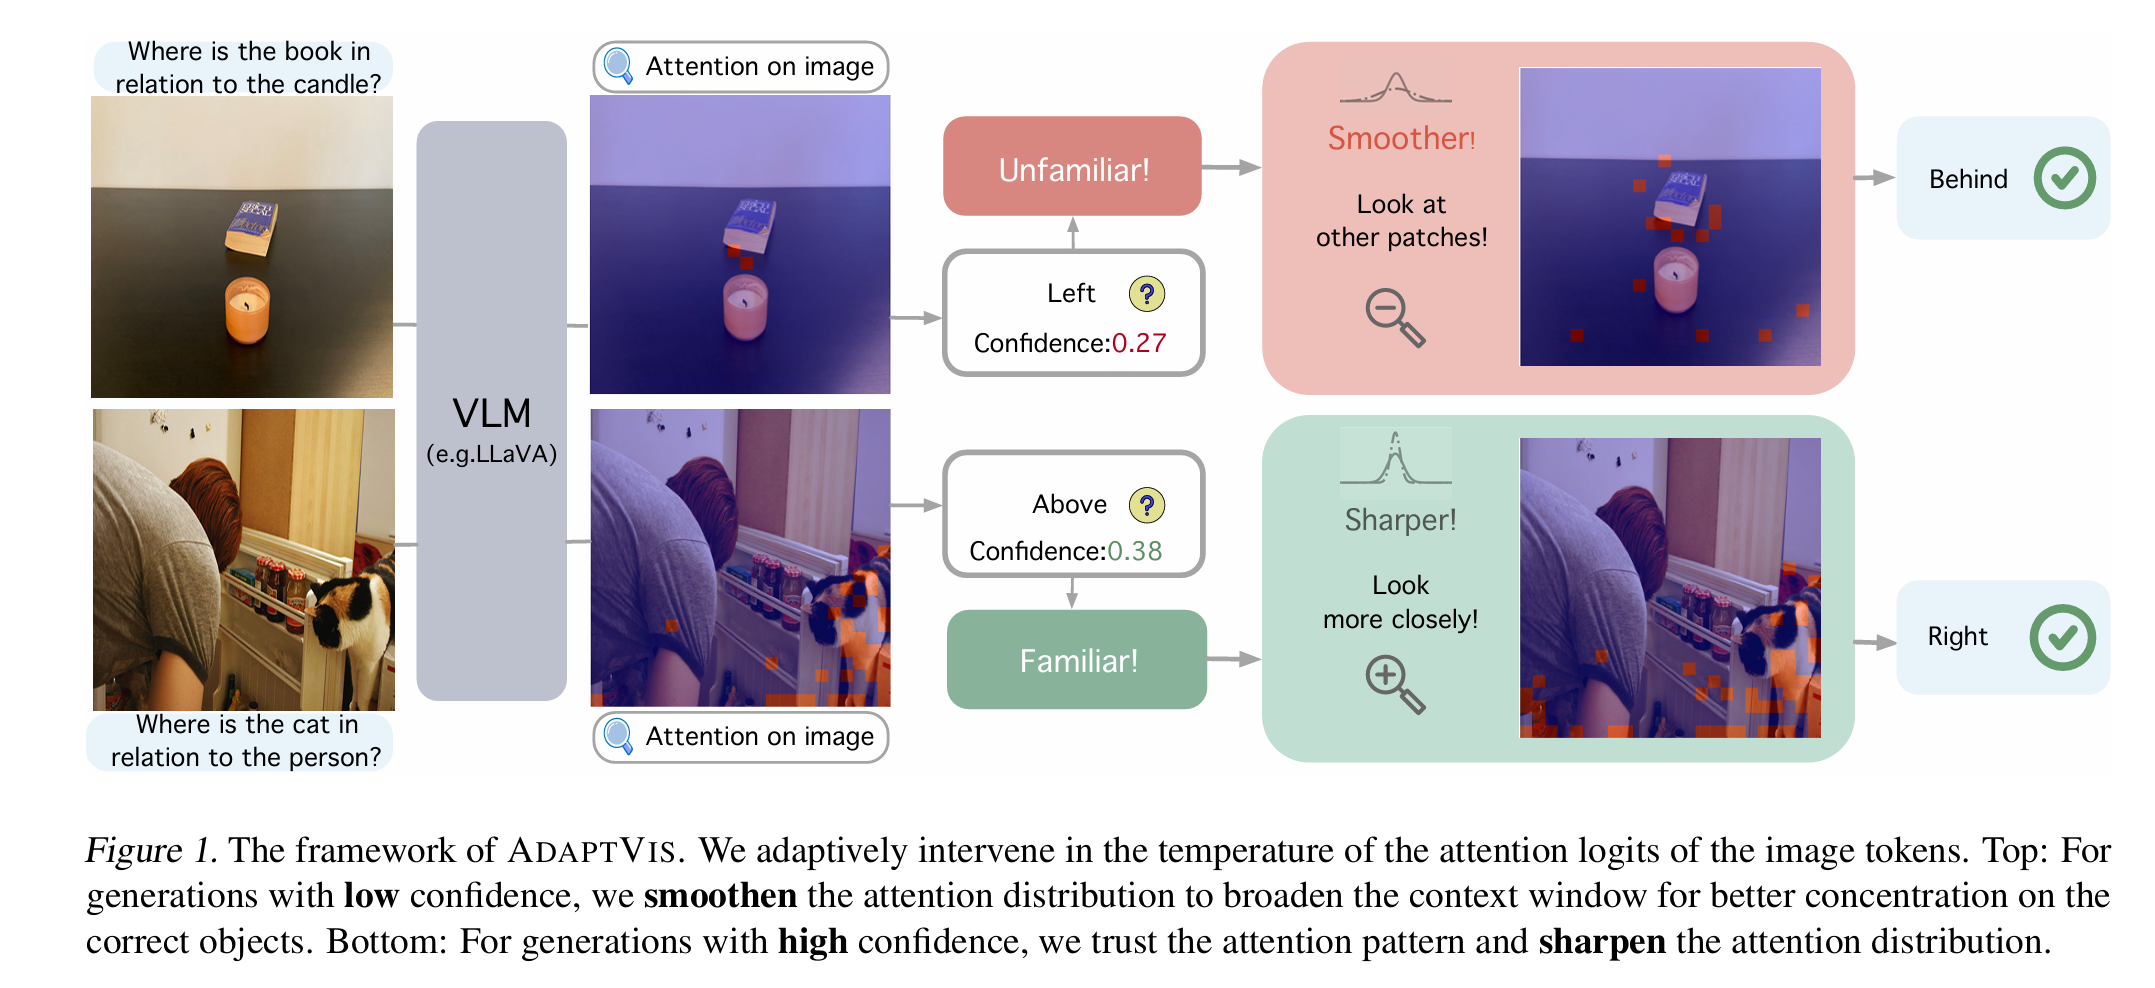 Where is the book in
relation to the candle?
Attention on image
VLM
(e.g.LLaVA)
Unfamiliar!
Left ?
Confidence:0.27
Smoother!
Look at
other patches!
Behind
Above ?
Confidence:0.38
Familiar!
Sharper!
Look
more closely!
Right
Where is the cat in
relation to the person?
Attention on image
Figure 1. The framework of ADAPTVIS. We adaptively intervene in the temperature of the attention logits of the image tokens. Top: For
generations with low confidence, we smoothen the attention distribution to broaden the context window for better concentration on the
correct objects. Bottom: For generations with high confidence, we trust the attention pattern and sharpen the attention distribution.